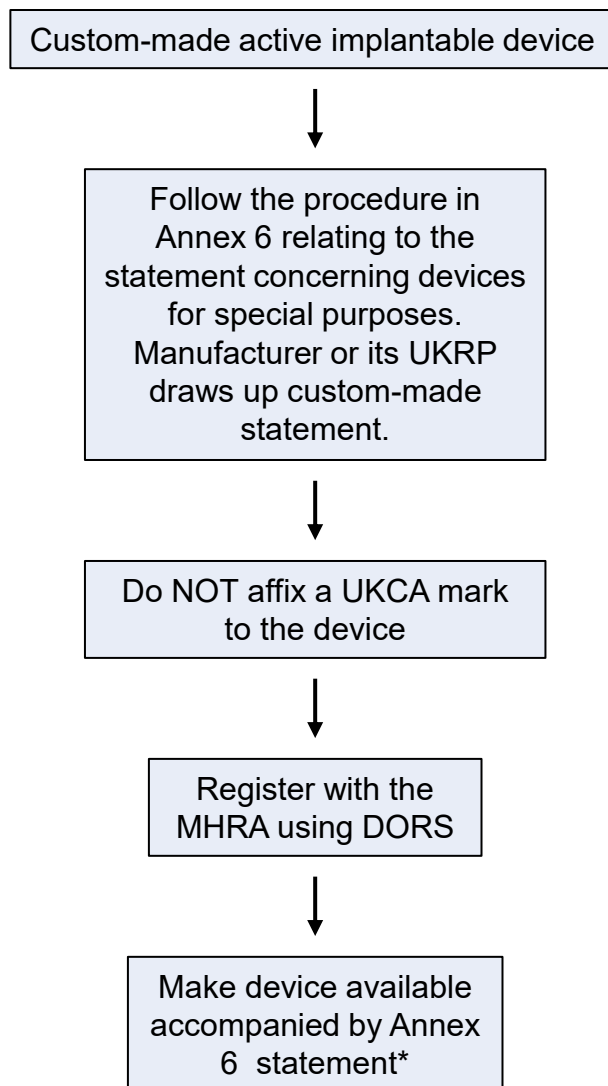 Custom-made active implantable device
Follow the procedure in
Annex 6 relating to the
statement concerning devices
for special purposes.
Manufacturer or its UKRP
draws up custom-made
statement.
Do NOT affix a UKCA mark
to the device
Register with the
MHRA using DORS
Make device available
accompanied by Annex
6 statement*